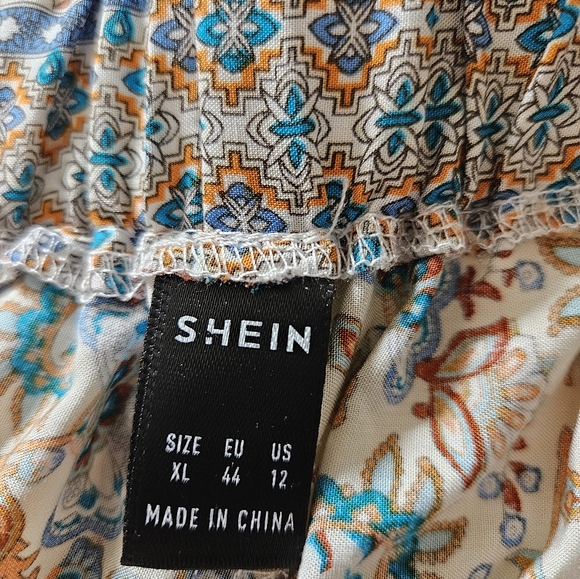 SHEIN
SIZE EU US
XL 44 12
MADE IN CHINA